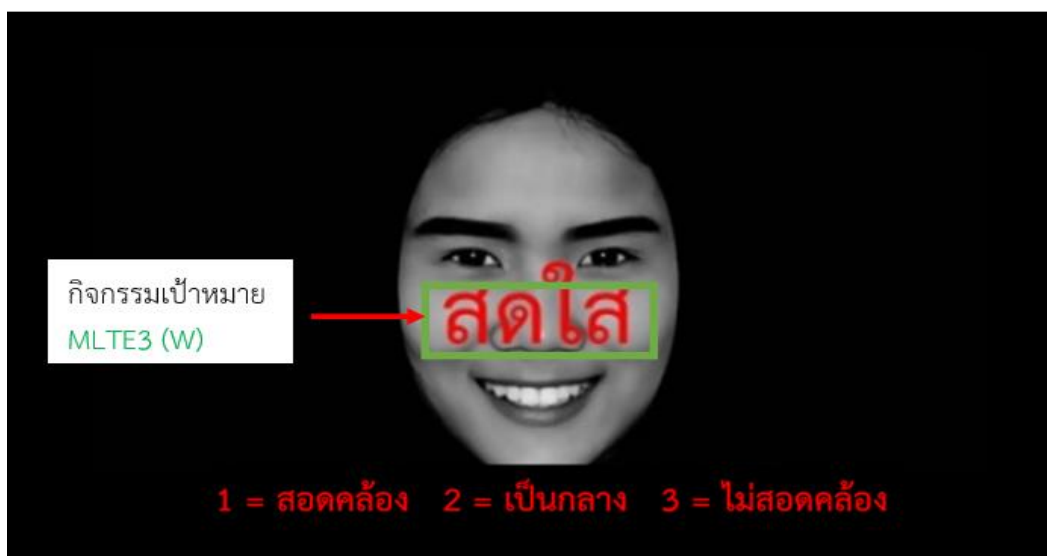 สดใส
กิจกรรมเป้าหมาย
MLTE3 (W)
1 = สอดคล้อง 2 = เป็นกลาง 3 = ไม่สอดคล้อง